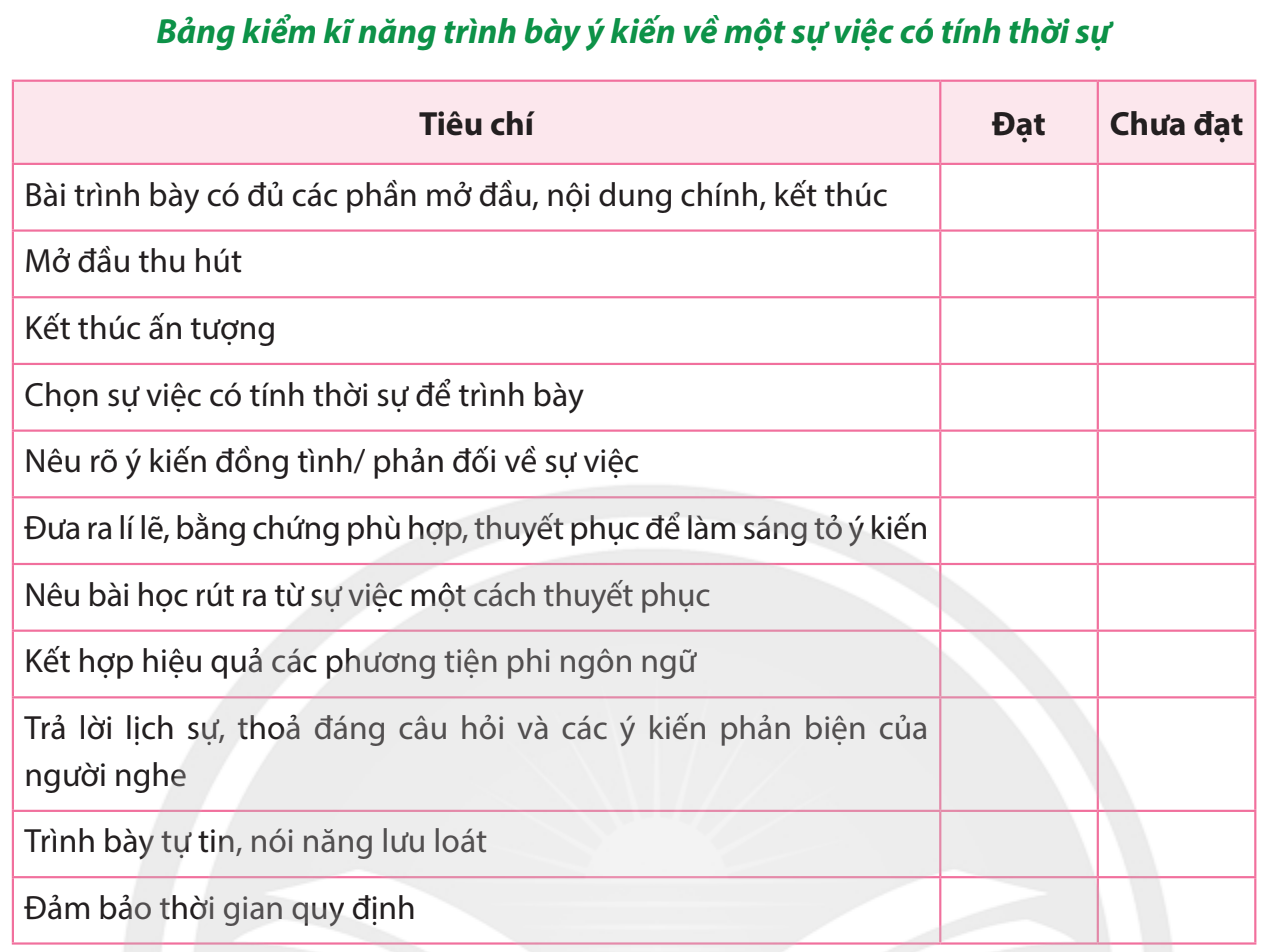 Bảng kiểm kĩ năng trình bày ý kiến về một sự việc có tính thời sự
Tiêu chí Đạt Chưa đạt
Bài trình bày có đủ các phần mở đầu, nội dung chính, kết thúc
Mở đầu thu hút
Kết thúc ấn tượng
Chọn sự việc có tính thời sự để trình bày
Nêu rõ ý kiến đồng tình/ phản đối về sự việc
Đưa ra lí lẽ, bằng chứng phù hợp, thuyết phục để làm sáng tỏ ý kiến
Nêu bài học rút ra từ sự việc một cách thuyết phục
Kết hợp hiệu quả các phương tiện phi ngôn ngữ
Trả lời lịch sự, thoả đáng câu hỏi và các ý kiến phản biện của
người nghe
Trình bày tự tin, nói năng lưu loát
Đảm bảo thời gian quy định